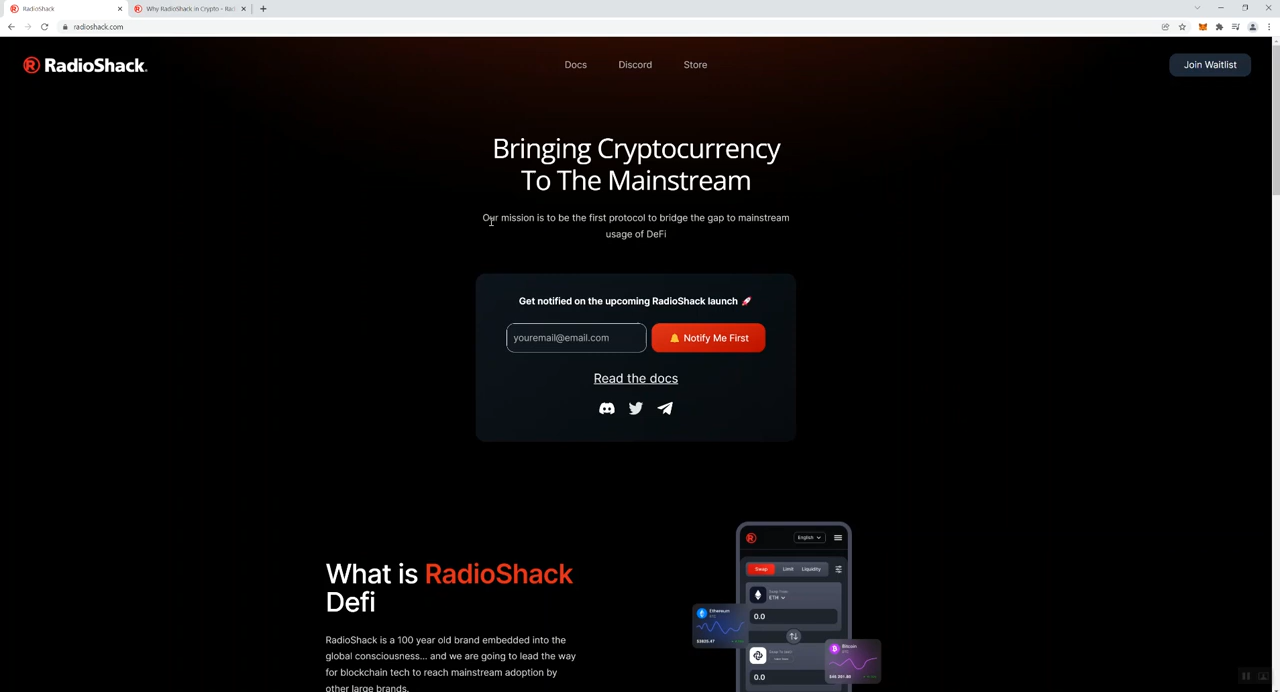 RadioShack
Why RadioShack in Crypto - Rad
radioshack.com
RadioShack.
Docs
Discord
Store
Join Waitlist
Bringing Cryptocurrency
To The Mainstream
Our mission is to be the first protocol to bridge the gap to mainstream
usage of DeFi
Get notified on the upcoming RadioShack launch 🚀
youremail@email.com
🔔 Notify Me First
Read the docs
What is RadioShack
Defi
RadioShack is a 100 year old brand embedded into the
global consciousness... and we are going to lead the way
for blockchain tech to reach mainstream adoption by
other large brands.
English
Swap
Limit
Liquidity
ETH
0.0
Ethereum
0.0
Bitcoin